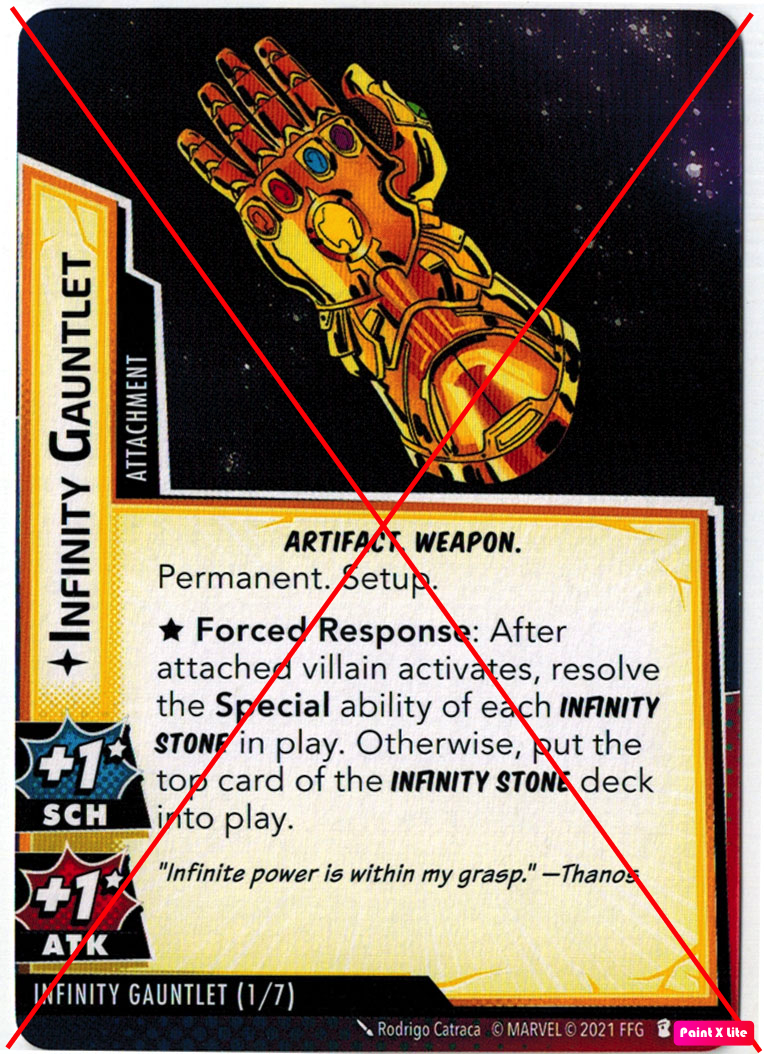 INFINITY GAUNTLET
ATTACHMENT
ARTIFACT. WEAPON.
Permanent. Setup.
★ Forced Response: After
attached villain activates, resolve
the Special ability of each INFINITY
STONE in play. Otherwise, put the
top card of the INFINITY STONE deck
into play.
"Infinite power is within my grasp." —Thanos
+1★
SCH
+1★
ATK
INFINITY GAUNTLET (1/7)
Rodrigo Catraca © MARVEL © 2021 FFG
Paint X Lite